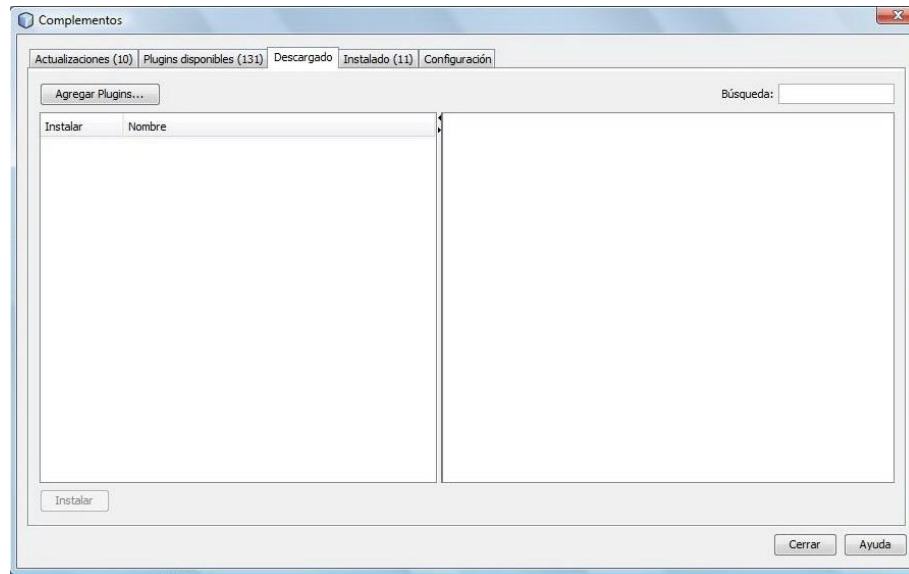 Complementos
Actualizaciones (10) Plugins disponibles (131) Descargado Instalado (11) Configuración
Agregar Plugins... Búsqueda:
Instalar Nombre
Instalar
Cerrar Ayuda